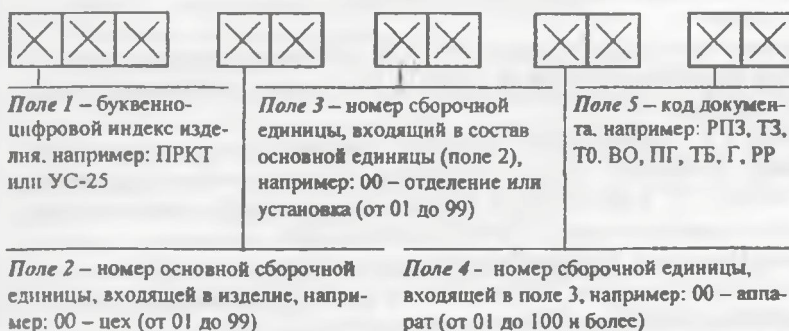 Поле 1 – буквенно-
цифровой индекс изде-
лия. например: ПРКТ
или УС-25
Поле 3 – номер сборочной
единицы, входящий в состав
основной единицы (поле 2),
например: 00 – отделение или
установка (от 01 до 99)
Поле 5 – код докумен-
та. например: РПЗ, ТЗ,
ТО. ВО, ПГ, ТБ, Г, РР
Поле 2 – номер основной сборочной
единицы, входящей в изделие, напри-
мер: 00 – цех (от 01 до 99)
Поле 4 - номер сборочной единицы,
входящей в поле 3, например: 00 – аппа-
рат (от 01 до 100 и более)